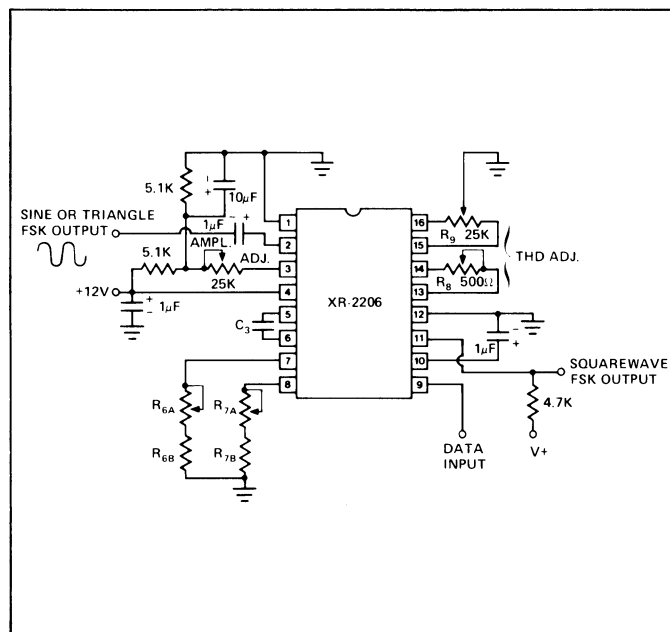 5.1K
10μF
SINE OR TRIANGLE
FSK OUTPUT
1μF
AMPL.
ADJ.
5.1K
25K
+12V
1μF
C3
R6A
R7A
R6B
R7B
1
2
3
4
5
6
7
8
XR-2206
16
15
14
13
12
11
10
9
R9 25K
THD ADJ.
R8 500Ω
1μF
SQUAREWAVE
FSK OUTPUT
4.7K
DATA
INPUT
V+